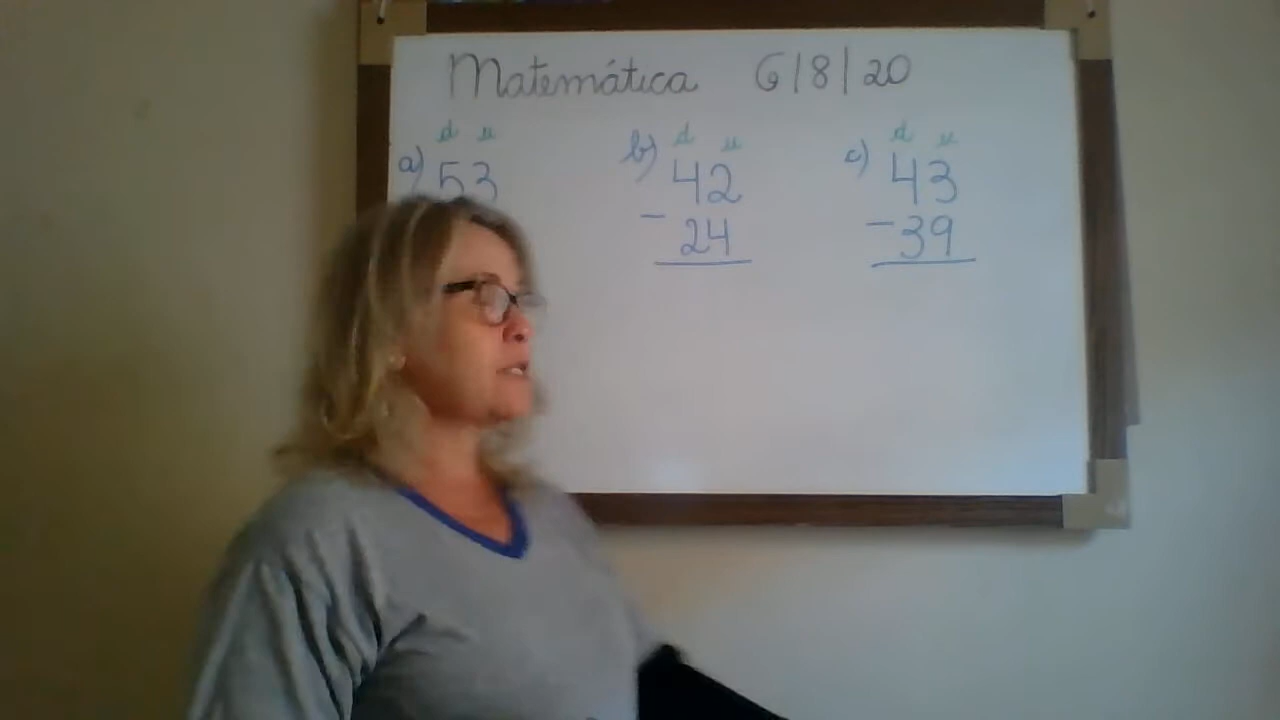 Matemática 6/8/20
d u
a) 53
d u
b) 42
- 24
d u
c) 43
- 39